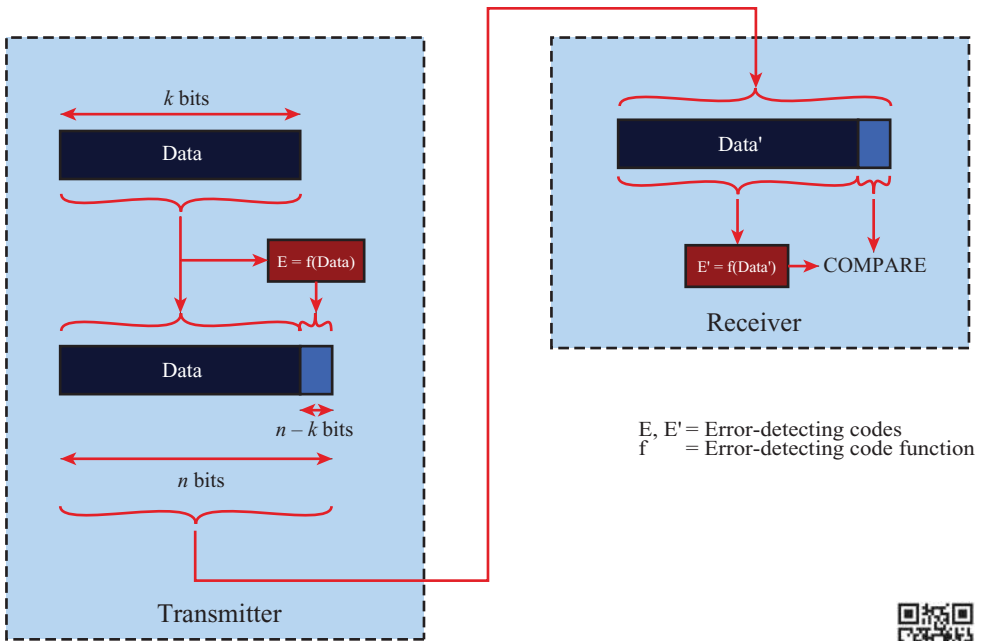 k bits
Data
E = f(Data)
Data
n – k bits
n bits
Transmitter
Data'
E' = f(Data')
COMPARE
Receiver
E, E' = Error-detecting codes
f = Error-detecting code function